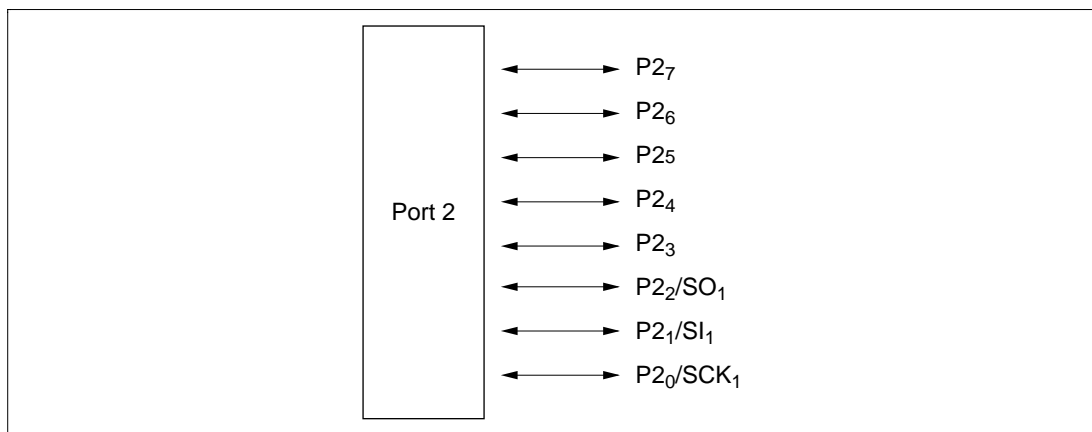 P2₇
P2₆
P25
P2₄
Port 2
P2₃
P2₂/SO₁
P2₁/SI₁
P2₀/SCK₁